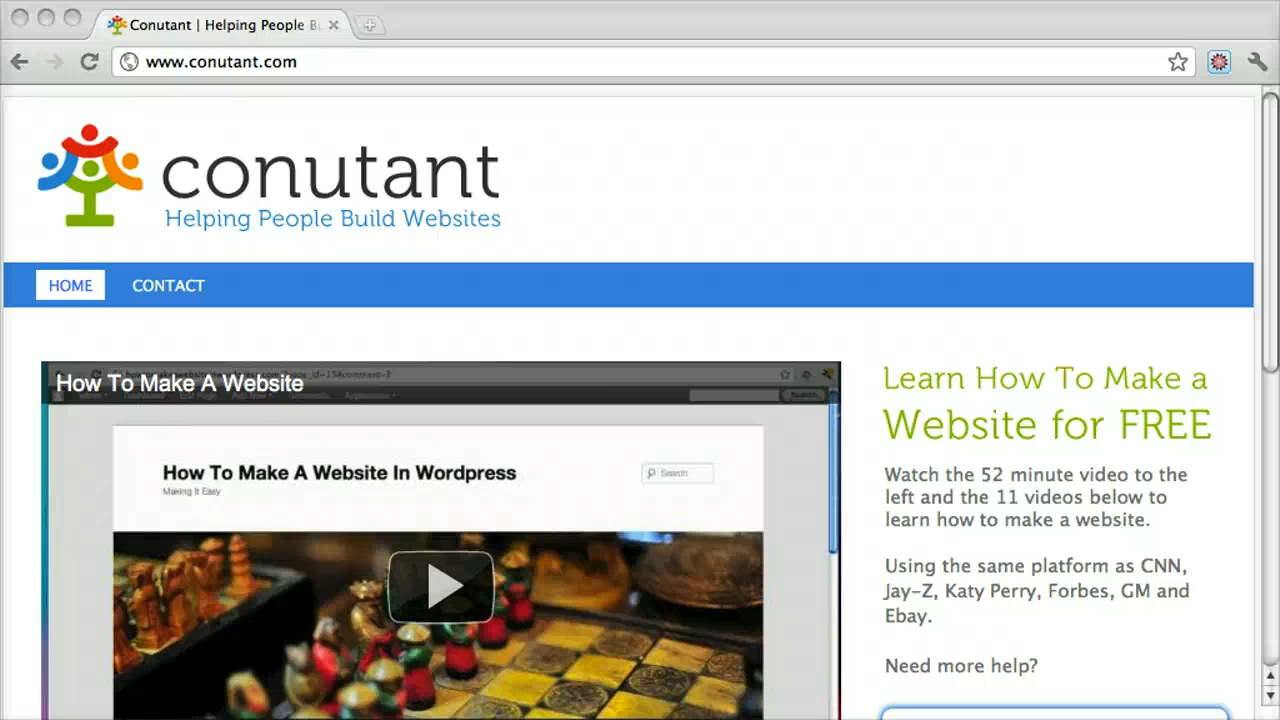 Conutant | Helping People B
www.conutant.com
conutant
Helping People Build Websites
HOME
CONTACT
How To Make A Website
How To Make A Website In Wordpress
Search
Making It Easy
Learn How To Make a
Website for FREE
Watch the 52 minute video to the
left and the 11 videos below to
learn how to make a website.
Using the same platform as CNN,
Jay-Z, Katy Perry, Forbes, GM and
Ebay.
Need more help?